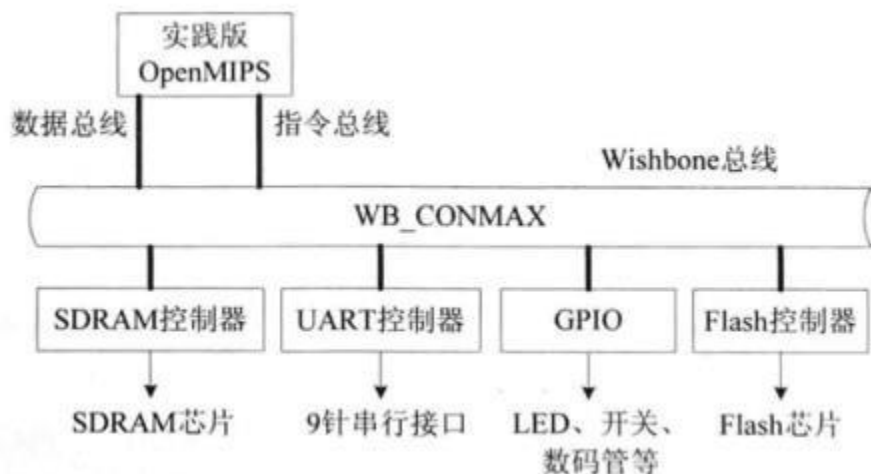 实践版
OpenMIPS
数据总线
指令总线
Wishbone总线
WB_CONMAX
SDRAM控制器
UART控制器
GPIO
Flash控制器
SDRAM芯片
9针串行接口
LED、开关、
数码管等
Flash芯片